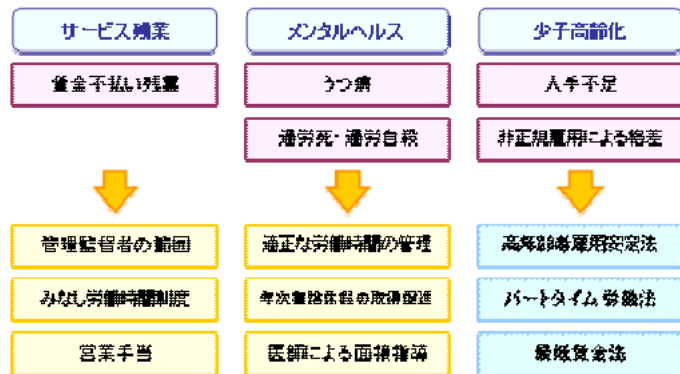 サービス残業
メンタルヘルス
少子高齢化
賃金不払い残業
うつ病
人手不足
過労死・過労自殺
非正規雇用による格差
管理監督者の範囲
適正な労働時間の管理
高年齢者雇用安定法
みなし労働時間制度
年次有給休暇の取得促進
パートタイム労働法
営業手当
医師による面接指導
最低賃金法